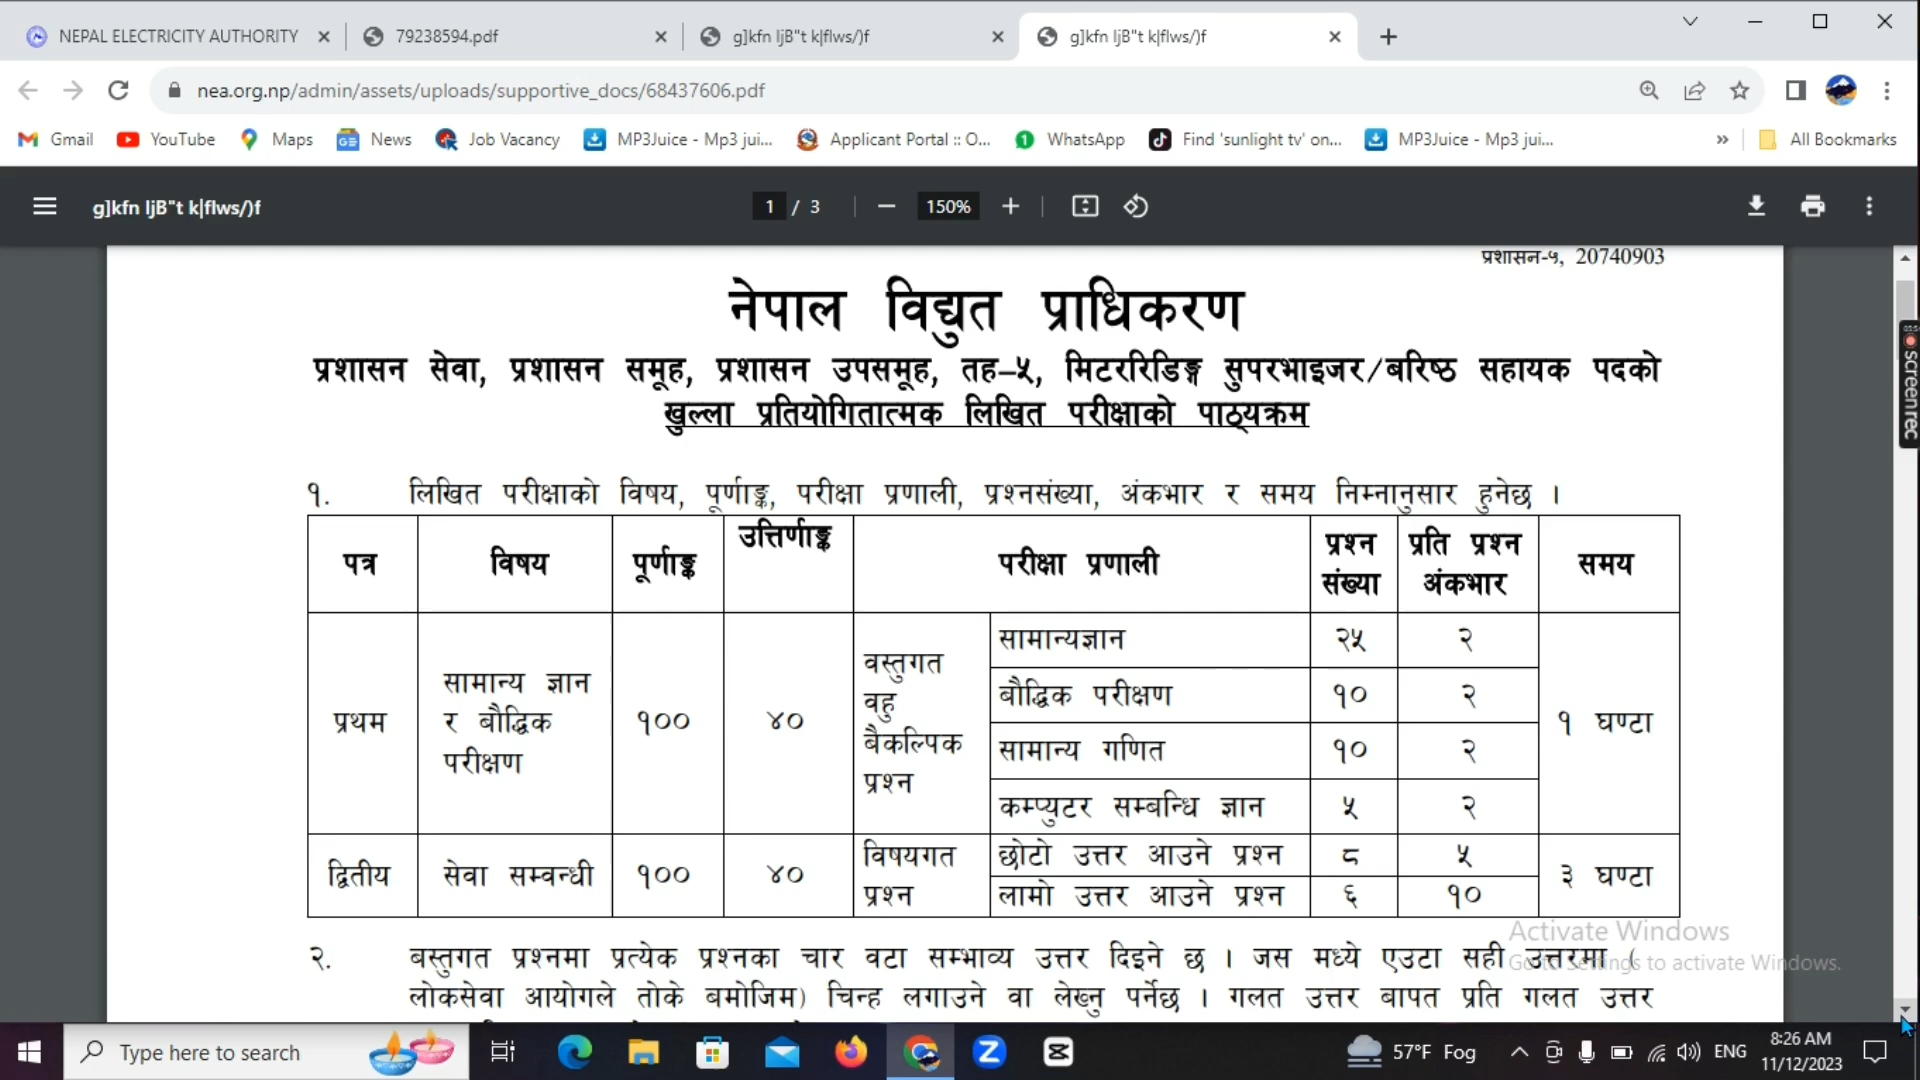 NEPAL ELECTRICITY AUTHORITY
79238594.pdf
g]kfn ljB"t k|flws/)f
g]kfn ljB"t k|flws/)f
nea.org.np/admin/assets/uploads/supportive_docs/68437606.pdf
Gmail YouTube Maps News Job Vacancy MP3Juice - Mp3 jui... Applicant Portal :: O... WhatsApp Find 'sunlight tv' on... MP3Juice - Mp3 jui... » All Bookmarks
g]kfn ljB"t k|flws/)f 1 / 3 150%
प्रशासन-५, 20740903
नेपाल विद्युत प्राधिकरण
प्रशासन सेवा, प्रशासन समूह, प्रशासन उपसमूह, तह–५, मिटररिडिङ्ग सुपरभाइजर/बरिष्ठ सहायक पदको
खुल्ला प्रतियोगितात्मक लिखित परीक्षाको पाठ्यक्रम
१. लिखित परीक्षाको विषय, पूर्णाङ्क, परीक्षा प्रणाली, प्रश्नसंख्या, अंकभार र समय निम्नानुसार हुनेछ ।
पत्र विषय पूर्णाङ्क उत्तिर्णाङ्क परीक्षा प्रणाली प्रश्न संख्या प्रति प्रश्न अंकभार समय
प्रथम सामान्य ज्ञान र बौद्धिक परीक्षण १०० ४० वस्तुगत वहु बैकल्पिक प्रश्न सामान्यज्ञान २५ २ १ घण्टा
बौद्धिक परीक्षण १० २
सामान्य गणित १० २
कम्प्युटर सम्बन्धि ज्ञान ५ २
द्वितीय सेवा सम्वन्धी १०० ४० विषयगत प्रश्न छोटो उत्तर आउने प्रश्न ८ ५ ३ घण्टा
लामो उत्तर आउने प्रश्न ६ १०
२. बस्तुगत प्रश्नमा प्रत्येक प्रश्नका चार वटा सम्भाव्य उत्तर दिइने छ । जस मध्ये एउटा सही उत्तरमा (
लोकसेवा आयोगले तोके बमोजिम) चिन्ह लगाउने वा लेख्नु पर्नेछ । गलत उत्तर बापत प्रति गलत उत्तर
Activate Windows
Go to Settings to activate Windows.
screenrec
Type here to search
57°F Fog
ENG
8:26 AM
11/12/2023